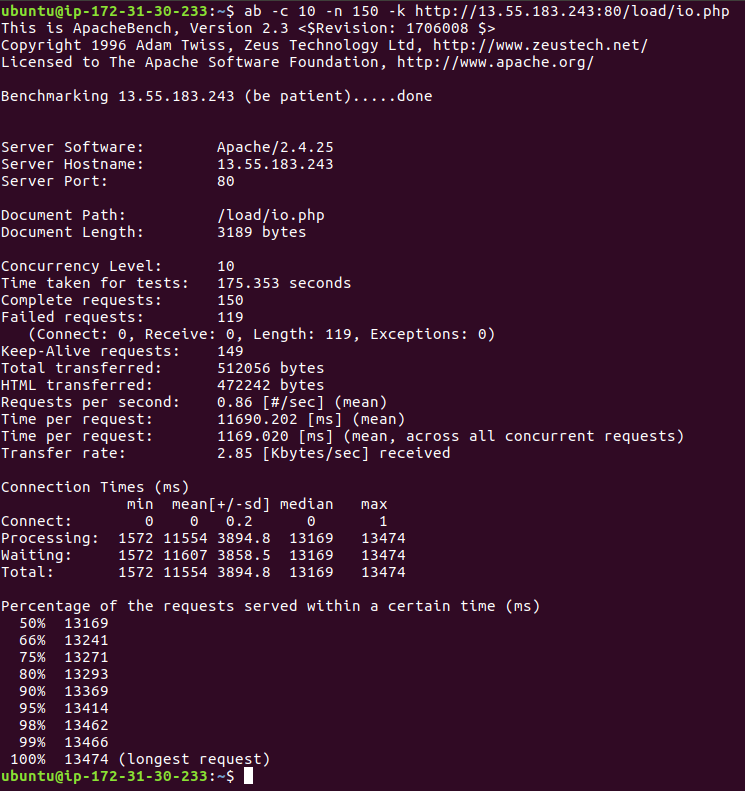 ubuntu@ip-172-31-30-233:~$ ab -c 10 -n 150 -k http://13.55.183.243:80/load/io.php
This is ApacheBench, Version 2.3 <$Revision: 1706008 $>
Copyright 1996 Adam Twiss, Zeus Technology Ltd, http://www.zeustech.net/
Licensed to The Apache Software Foundation, http://www.apache.org/

Benchmarking 13.55.183.243 (be patient).....done


Server Software:        Apache/2.4.25
Server Hostname:        13.55.183.243
Server Port:            80

Document Path:          /load/io.php
Document Length:        3189 bytes

Concurrency Level:      10
Time taken for tests:   175.353 seconds
Complete requests:      150
Failed requests:        119
   (Connect: 0, Receive: 0, Length: 119, Exceptions: 0)
Keep-Alive requests:    149
Total transferred:      512056 bytes
HTML transferred:       472242 bytes
Requests per second:    0.86 [#/sec] (mean)
Time per request:       11690.202 [ms] (mean)
Time per request:       1169.020 [ms] (mean, across all concurrent requests)
Transfer rate:          2.85 [Kbytes/sec] received

Connection Times (ms)
              min  mean[+/-sd] median   max
Connect:        0    0   0.2      0       1
Processing:  1572 11554 3894.8  13169   13474
Waiting:     1572 11607 3858.5  13169   13474
Total:       1572 11554 3894.8  13169   13474

Percentage of the requests served within a certain time (ms)
  50%  13169
  66%  13241
  75%  13271
  80%  13293
  90%  13369
  95%  13414
  98%  13462
  99%  13466
 100%  13474 (longest request)
ubuntu@ip-172-31-30-233:~$